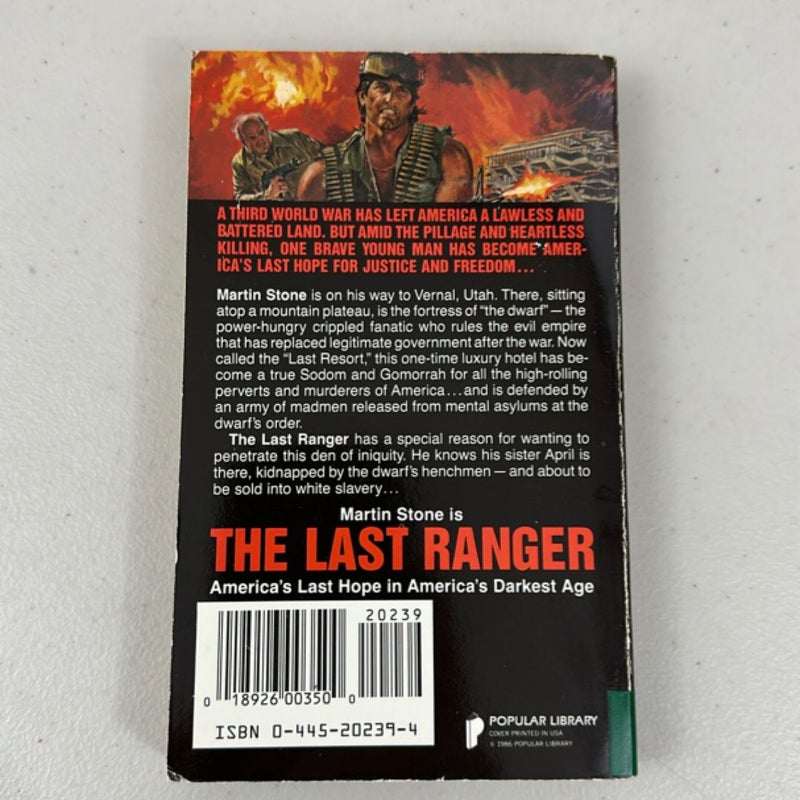 A THIRD WORLD WAR HAS LEFT AMERICA A LAWLESS AND
BATTERED LAND. BUT AMID THE PILLAGE AND HEARTLESS
KILLING, ONE BRAVE YOUNG MAN HAS BECOME AMER-
ICA'S LAST HOPE FOR JUSTICE AND FREEDOM...
Martin Stone is on his way to Vernal, Utah. There, sitting
atop a mountain plateau, is the fortress of "the dwarf"—the
power-hungry crippled fanatic who rules the evil empire
that has replaced legitimate government after the war. Now
called the "Last Resort," this one-time luxury hotel has be-
come a true Sodom and Gomorrah for all the high-rolling
perverts and murderers of America...and is defended by
an army of madmen released from mental asylums at the
dwarf's order.
The Last Ranger has a special reason for wanting to
penetrate this den of iniquity. He knows his sister April is
there, kidnapped by the dwarf's henchmen—and about to
be sold into white slavery...
Martin Stone is
THE LAST RANGER
America's Last Hope in America's Darkest Age
20239
0 18926 00350 0
ISBN 0-445-20239-4
POPULAR LIBRARY
COVER PRINTED IN USA
© 1986 POPULAR LIBRARY